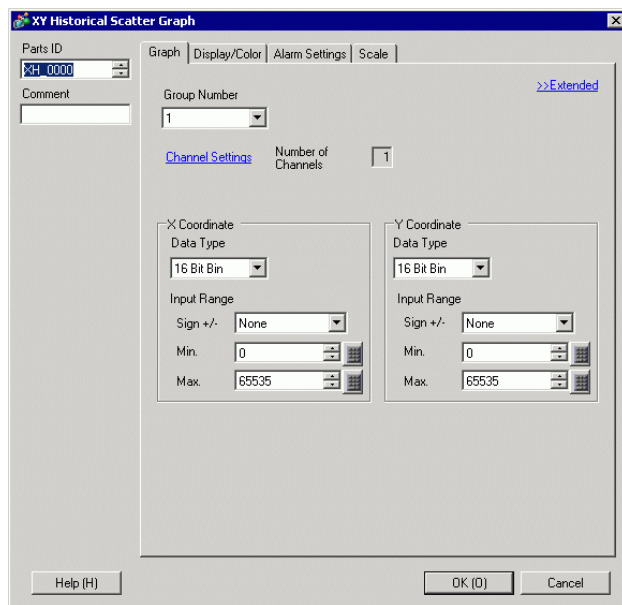 XY Historical Scatter Graph
Parts ID
XH_0000
Comment
Graph Display/Color Alarm Settings Scale
>>Extended
Group Number
1
Channel Settings Number of Channels 1
X Coordinate
Data Type
16 Bit Bin
Input Range
Sign +/- None
Min. 0
Max. 65535
Y Coordinate
Data Type
16 Bit Bin
Input Range
Sign +/- None
Min. 0
Max. 65535
Help (H)
OK (O)
Cancel